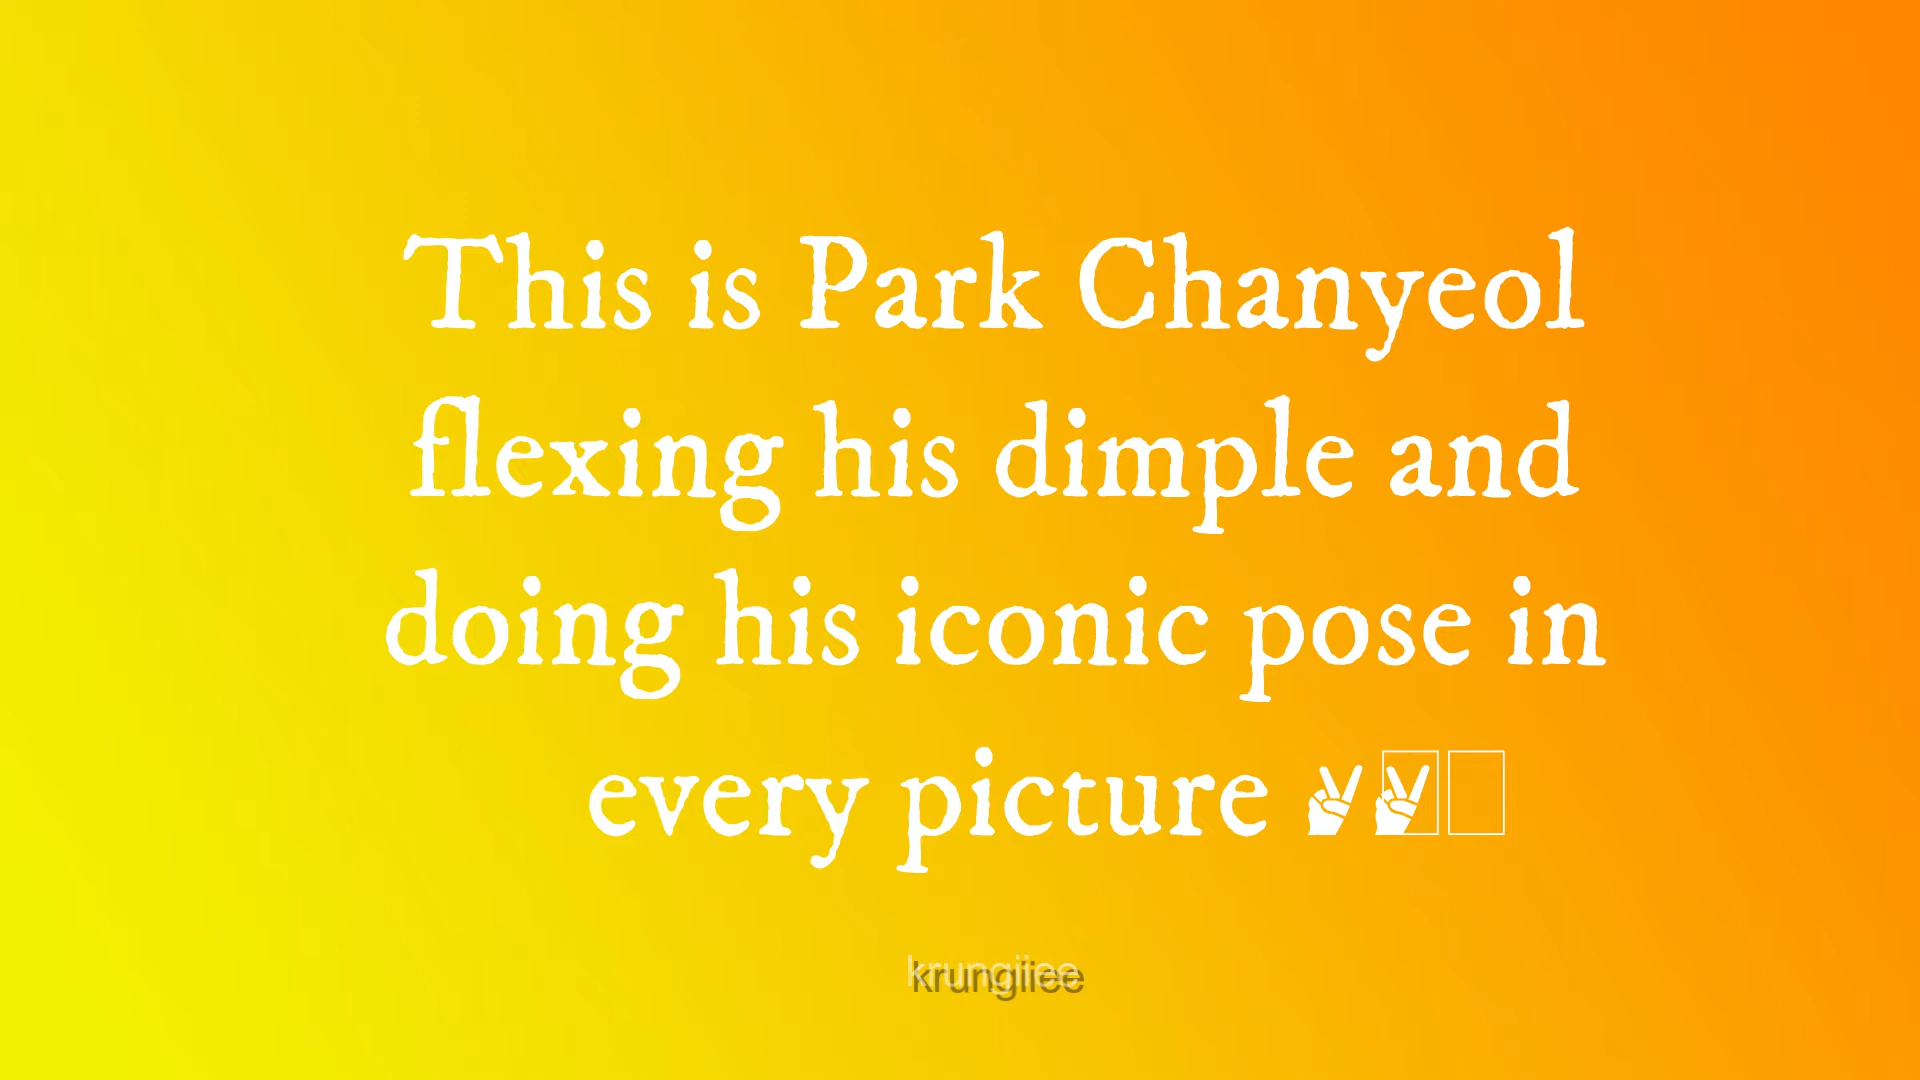 This is Park Chanyeol
flexing his dimple and
doing his iconic pose in
every picture ✌✌
krungiiee